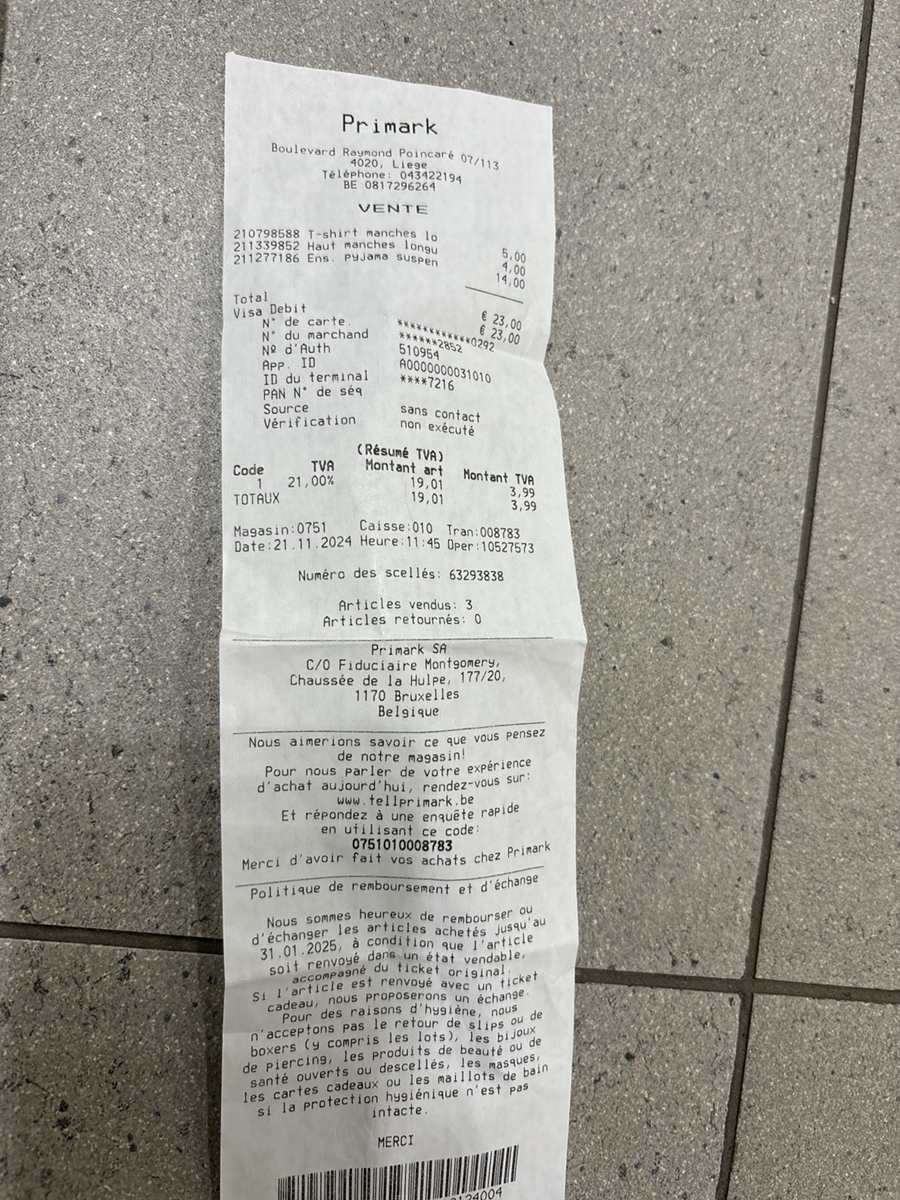 Primark
Boulevard Raymond Poincaré 07/113
4020, Liege
Téléphone: 043422194
BE 0817296264
VENTE
210798588 T-shirt manches lo 5,00
211339852 Haut manches longu 4,00
211277186 Ens. pyjama suspen 14,00
Total € 23,00
Visa Debit € 23,00
N° de carte ************0292
N° du marchand ******2852
Nº d'Auth 510954
App. ID A0000000031010
ID du terminal ****7216
PAN N° de séq
Source sans contact
Vérification non exécuté
(Résumé TVA)
Code TVA Montant art Montant TVA
1 21,00% 19,01 3,99
TOTAUX 19,01 3,99
Magasin:0751 Caisse:010 Tran:008783
Date:21.11.2024 Heure:11:45 Oper:10527573
Numéro des scellés: 63293838
Articles vendus: 3
Articles retournés: 0
Primark SA
C/O Fiduciaire Montgomery,
Chaussée de la Hulpe, 177/20,
1170 Bruxelles
Belgique
Nous aimerions savoir ce que vous pensez
de notre magasin!
Pour nous parler de votre expérience
d'achat aujourd'hui, rendez-vous sur:
www.tellprimark.be
Et répondez à une enquête rapide
en utilisant ce code:
0751010008783
Merci d'avoir fait vos achats chez Primark
Politique de remboursement et d'échange
Nous sommes heureux de rembourser ou
d'échanger les articles achetés jusqu'au
31.01.2025, à condition que l'article
soit renvoyé dans un état vendable,
accompagné du ticket original.
Si l'article est renvoyé avec un ticket
cadeau, nous proposerons un échange.
Pour des raisons d'hygiène, nous
n'acceptons pas le retour de slips ou de
boxers (y compris les lots), les bijoux
de piercing, les produits de beauté ou de
santé ouverts ou descellés, les masques,
les cartes cadeaux ou les maillots de bain
si la protection hygiénique n'est pas
intacte.
MERCI